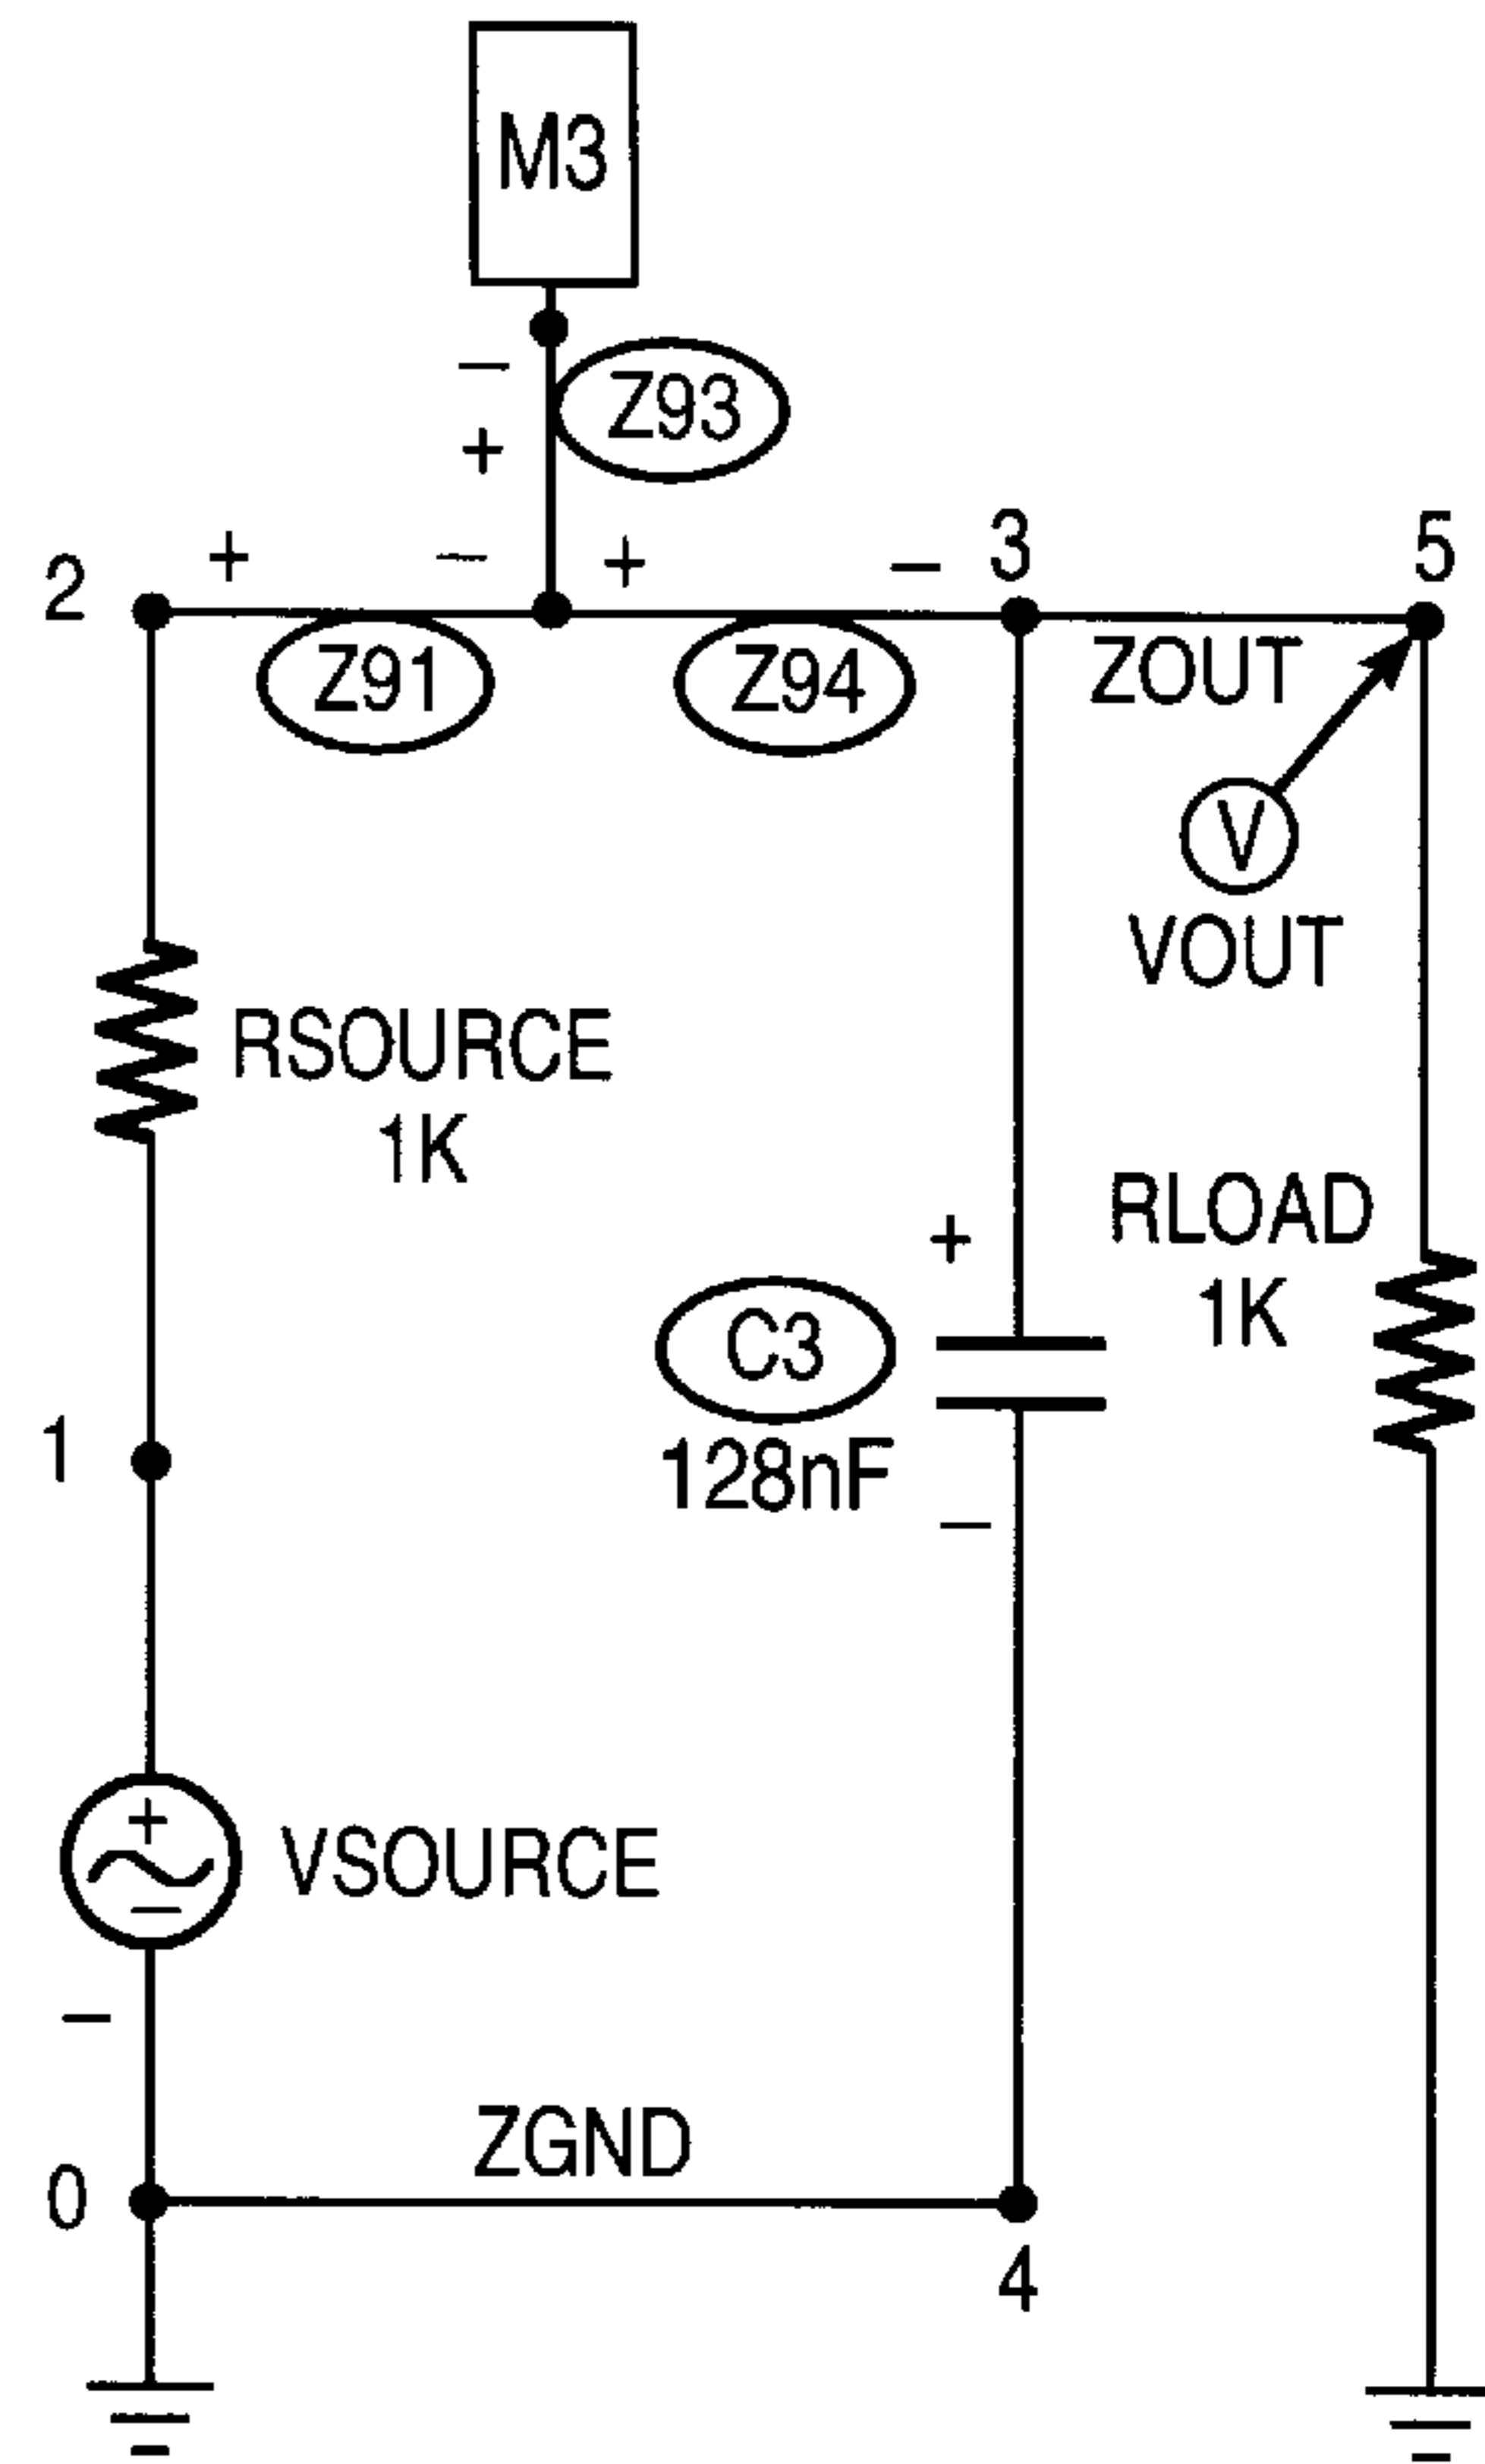 M3
− Z93
+
2 + − + − 3 5
Z91 Z94 ZOUT
V
VOUT
RSOURCE
1K
RLOAD
1K
+
C3
128nF
−
1
+
VSOURCE
−
−
ZGND
0
4